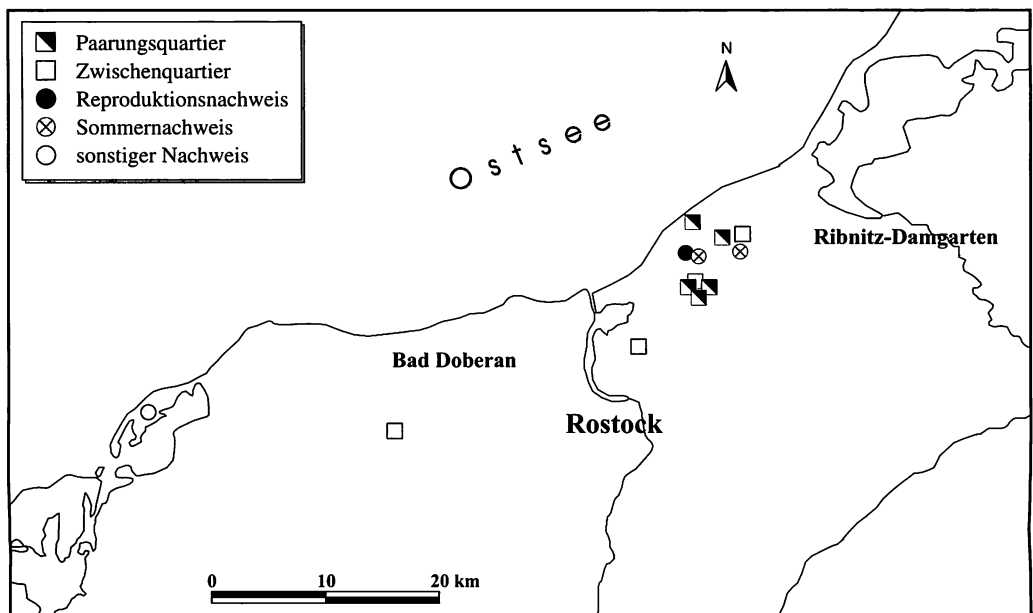 Paarungsquartier
Zwischenquartier
Reproduktionsnachweis
Sommernachweis
sonstiger Nachweis
N
Ostsee
Ribnitz-Damgarten
Bad Doberan
Rostock
0 10 20 km